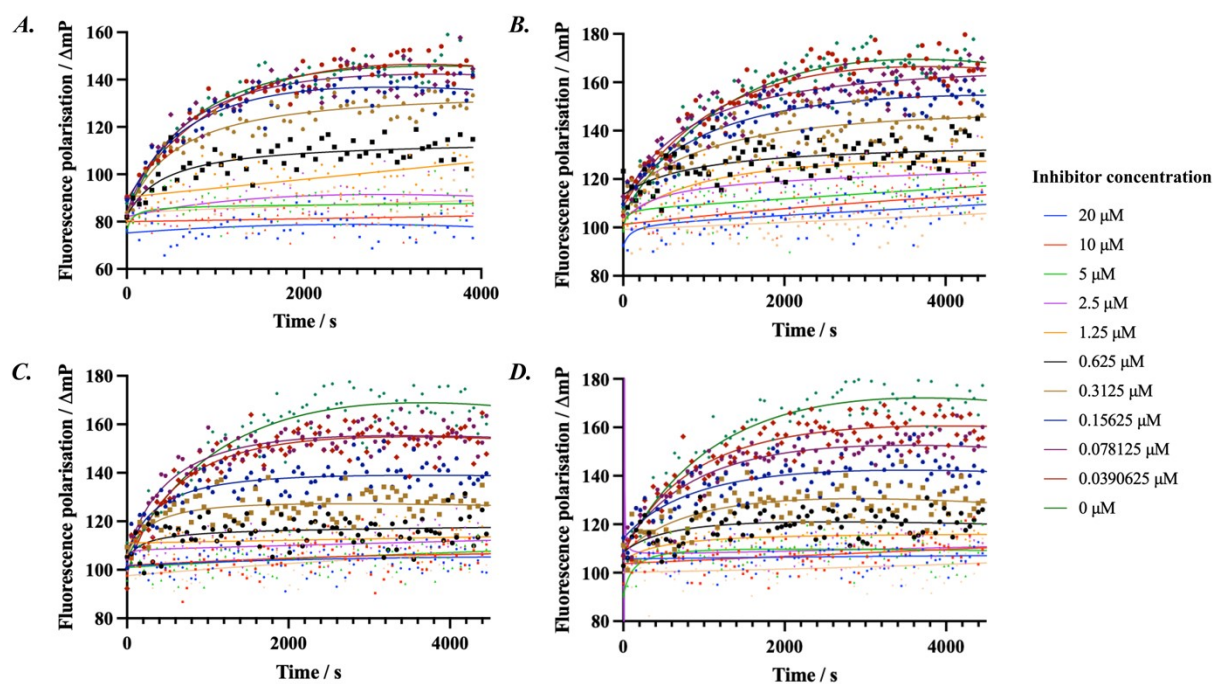 A.
160
140
120
100
80
60
0
2000
4000
Fluorescence polarisation / ΔmP
Time / s
B.
180
160
140
120
100
80
0
2000
4000
Fluorescence polarisation / ΔmP
Time / s
C.
180
160
140
120
100
80
0
2000
4000
Fluorescence polarisation / ΔmP
Time / s
D.
180
160
140
120
100
80
0
2000
4000
Fluorescence polarisation / ΔmP
Time / s
Inhibitor concentration
20 μM
10 μM
5 μM
2.5 μM
1.25 μM
0.625 μM
0.3125 μM
0.15625 μM
0.078125 μM
0.0390625 μM
0 μM